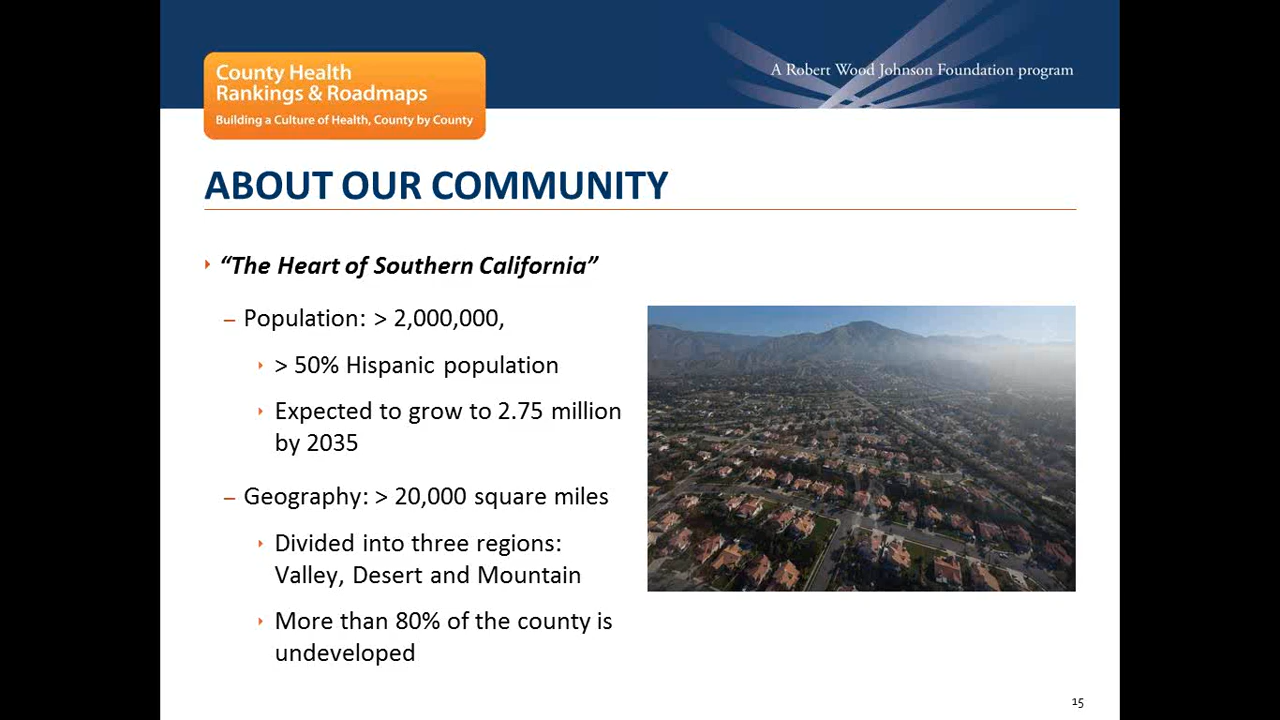 County Health
Rankings & Roadmaps
Building a Culture of Health, County by County
A Robert Wood Johnson Foundation program
ABOUT OUR COMMUNITY
“The Heart of Southern California”
– Population: > 2,000,000,
> 50% Hispanic population
Expected to grow to 2.75 million
by 2035
– Geography: > 20,000 square miles
Divided into three regions:
Valley, Desert and Mountain
More than 80% of the county is
undeveloped
15